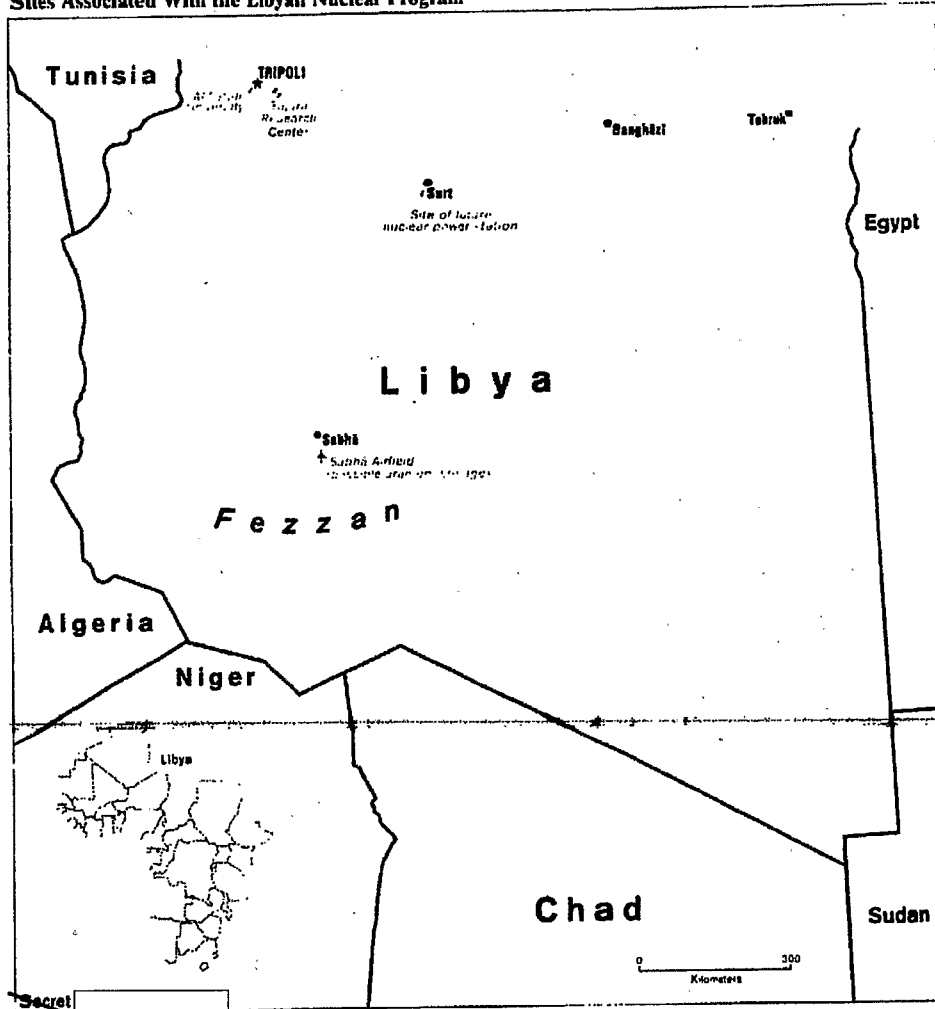 Sites Associated With the Libyan Nuclear Program
Tunisia
TRIPOLI
Research
Center
Banghāzī
Tobruk
Surt
Site of future
nuclear power station
Egypt
Libya
Sabhā
Sabhā Airfield
Fezzan
Algeria
Niger
Libya
Chad
Sudan
0 300
Kilometers
Secret